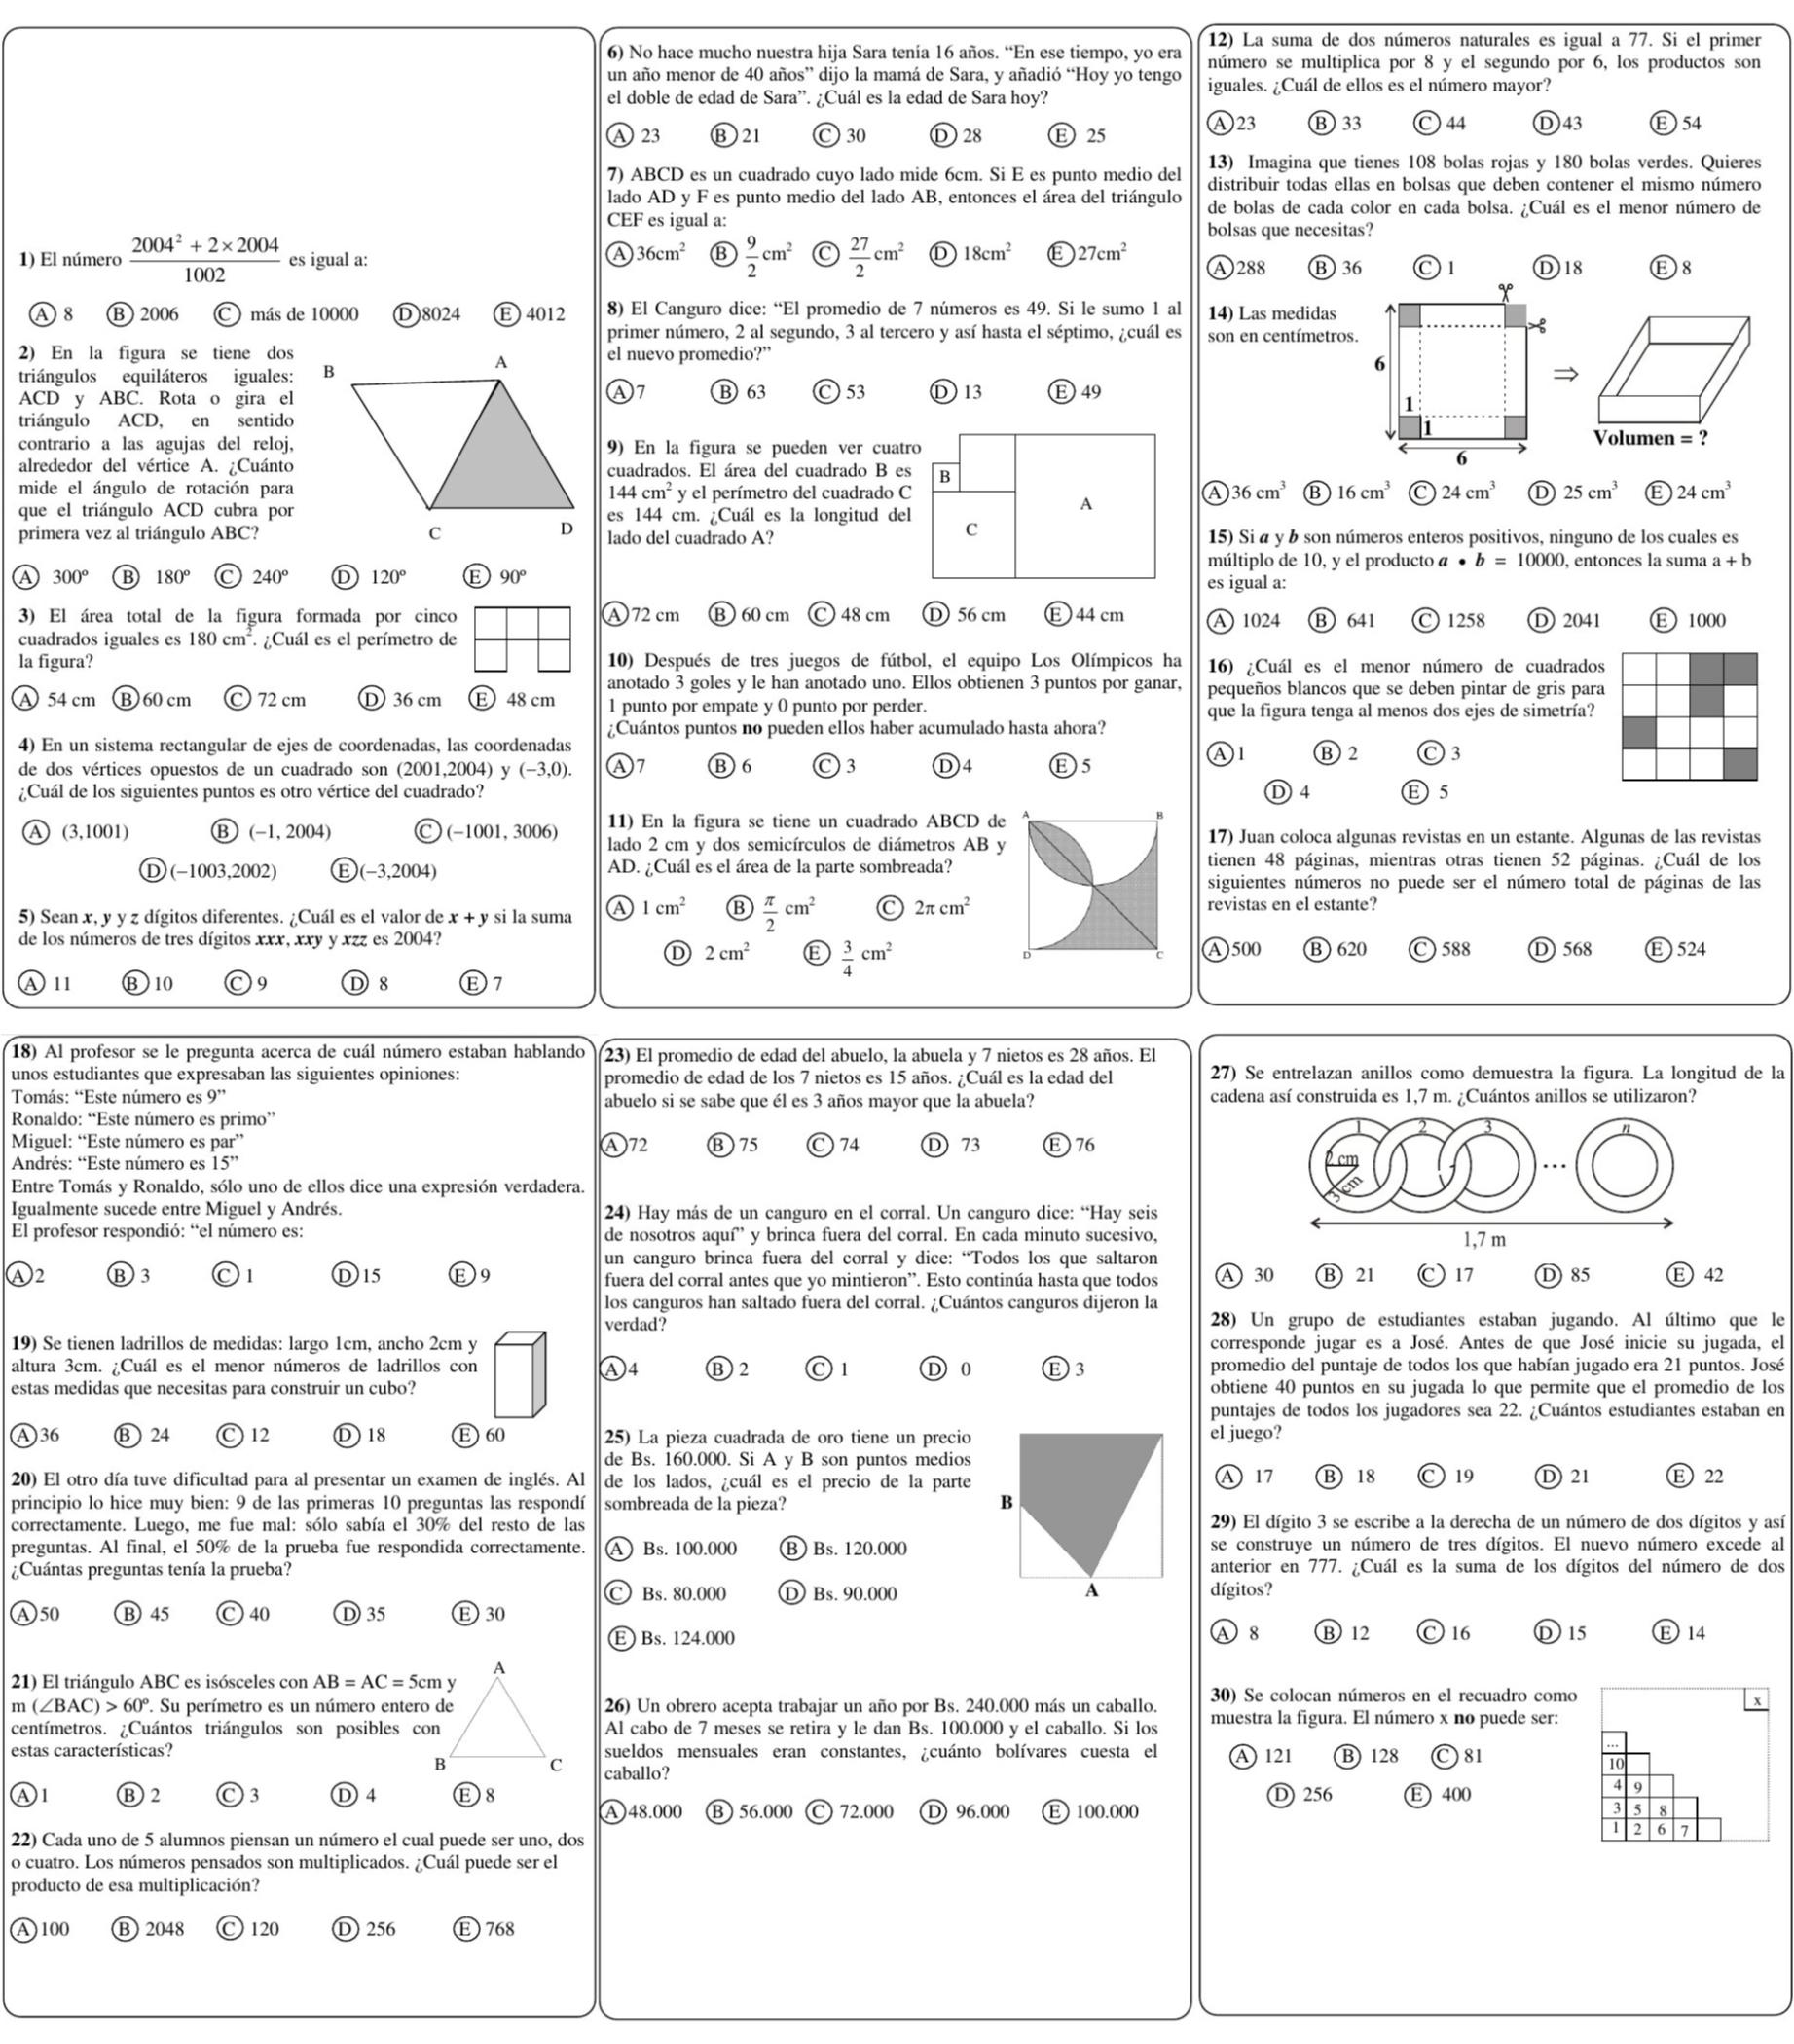 1) El número (2004² + 2×2004) / 1002 es igual a:
Ⓐ 8 Ⓑ 2006 Ⓒ más de 10000 Ⓓ 8024 Ⓔ 4012
2) En la figura se tiene dos
triángulos equiláteros iguales:
ACD y ABC. Rota o gira el
triángulo ACD, en sentido
contrario a las agujas del reloj,
alrededor del vértice A. ¿Cuánto
mide el ángulo de rotación para
que el triángulo ACD cubra por
primera vez al triángulo ABC?
B A
C D
Ⓐ 300º Ⓑ 180º Ⓒ 240º Ⓓ 120º Ⓔ 90º
3) El área total de la figura formada por cinco
cuadrados iguales es 180 cm². ¿Cuál es el perímetro de
la figura?
Ⓐ 54 cm Ⓑ 60 cm Ⓒ 72 cm Ⓓ 36 cm Ⓔ 48 cm
4) En un sistema rectangular de ejes de coordenadas, las coordenadas
de dos vértices opuestos de un cuadrado son (2001,2004) y (−3,0).
¿Cuál de los siguientes puntos es otro vértice del cuadrado?
Ⓐ (3,1001) Ⓑ (−1, 2004) Ⓒ (−1001, 3006)
Ⓓ (−1003,2002) Ⓔ (−3,2004)
5) Sean x, y y z dígitos diferentes. ¿Cuál es el valor de x + y si la suma
de los números de tres dígitos xxx, xxy y xzz es 2004?
Ⓐ 11 Ⓑ 10 Ⓒ 9 Ⓓ 8 Ⓔ 7
6) No hace mucho nuestra hija Sara tenía 16 años. “En ese tiempo, yo era
un año menor de 40 años” dijo la mamá de Sara, y añadió “Hoy yo tengo
el doble de edad de Sara”. ¿Cuál es la edad de Sara hoy?
Ⓐ 23 Ⓑ 21 Ⓒ 30 Ⓓ 28 Ⓔ 25
7) ABCD es un cuadrado cuyo lado mide 6cm. Si E es punto medio del
lado AD y F es punto medio del lado AB, entonces el área del triángulo
CEF es igual a:
Ⓐ 36cm² Ⓑ 9/2 cm² Ⓒ 27/2 cm² Ⓓ 18cm² Ⓔ 27cm²
8) El Canguro dice: “El promedio de 7 números es 49. Si le sumo 1 al
primer número, 2 al segundo, 3 al tercero y así hasta el séptimo, ¿cuál es
el nuevo promedio?”
Ⓐ 7 Ⓑ 63 Ⓒ 53 Ⓓ 13 Ⓔ 49
9) En la figura se pueden ver cuatro
cuadrados. El área del cuadrado B es
144 cm² y el perímetro del cuadrado C
es 144 cm. ¿Cuál es la longitud del
lado del cuadrado A?
B
A
C
Ⓐ 72 cm Ⓑ 60 cm Ⓒ 48 cm Ⓓ 56 cm Ⓔ 44 cm
10) Después de tres juegos de fútbol, el equipo Los Olímpicos ha
anotado 3 goles y le han anotado uno. Ellos obtienen 3 puntos por ganar,
1 punto por empate y 0 punto por perder.
¿Cuántos puntos no pueden ellos haber acumulado hasta ahora?
Ⓐ 7 Ⓑ 6 Ⓒ 3 Ⓓ 4 Ⓔ 5
11) En la figura se tiene un cuadrado ABCD de
lado 2 cm y dos semicírculos de diámetros AB y
AD. ¿Cuál es el área de la parte sombreada?
A B
D C
Ⓐ 1 cm² Ⓑ π/2 cm² Ⓒ 2π cm²
Ⓓ 2 cm² Ⓔ 3/4 cm²
12) La suma de dos números naturales es igual a 77. Si el primer
número se multiplica por 8 y el segundo por 6, los productos son
iguales. ¿Cuál de ellos es el número mayor?
Ⓐ 23 Ⓑ 33 Ⓒ 44 Ⓓ 43 Ⓔ 54
13) Imagina que tienes 108 bolas rojas y 180 bolas verdes. Quieres
distribuir todas ellas en bolsas que deben contener el mismo número
de bolas de cada color en cada bolsa. ¿Cuál es el menor número de
bolsas que necesitas?
Ⓐ 288 Ⓑ 36 Ⓒ 1 Ⓓ 18 Ⓔ 8
14) Las medidas
son en centímetros.
6
1
1
6
⇒
Volumen = ?
Ⓐ 36 cm³ Ⓑ 16 cm³ Ⓒ 24 cm³ Ⓓ 25 cm³ Ⓔ 24 cm³
15) Si a y b son números enteros positivos, ninguno de los cuales es
múltiplo de 10, y el producto a • b = 10000, entonces la suma a + b
es igual a:
Ⓐ 1024 Ⓑ 641 Ⓒ 1258 Ⓓ 2041 Ⓔ 1000
16) ¿Cuál es el menor número de cuadrados
pequeños blancos que se deben pintar de gris para
que la figura tenga al menos dos ejes de simetría?
Ⓐ 1 Ⓑ 2 Ⓒ 3
Ⓓ 4 Ⓔ 5
17) Juan coloca algunas revistas en un estante. Algunas de las revistas
tienen 48 páginas, mientras otras tienen 52 páginas. ¿Cuál de los
siguientes números no puede ser el número total de páginas de las
revistas en el estante?
Ⓐ 500 Ⓑ 620 Ⓒ 588 Ⓓ 568 Ⓔ 524
18) Al profesor se le pregunta acerca de cuál número estaban hablando
unos estudiantes que expresaban las siguientes opiniones:
Tomás: “Este número es 9”
Ronaldo: “Este número es primo”
Miguel: “Este número es par”
Andrés: “Este número es 15”
Entre Tomás y Ronaldo, sólo uno de ellos dice una expresión verdadera.
Igualmente sucede entre Miguel y Andrés.
El profesor respondió: “el número es:
Ⓐ 2 Ⓑ 3 Ⓒ 1 Ⓓ 15 Ⓔ 9
19) Se tienen ladrillos de medidas: largo 1cm, ancho 2cm y
altura 3cm. ¿Cuál es el menor números de ladrillos con
estas medidas que necesitas para construir un cubo?
Ⓐ 36 Ⓑ 24 Ⓒ 12 Ⓓ 18 Ⓔ 60
20) El otro día tuve dificultad para al presentar un examen de inglés. Al
principio lo hice muy bien: 9 de las primeras 10 preguntas las respondí
correctamente. Luego, me fue mal: sólo sabía el 30% del resto de las
preguntas. Al final, el 50% de la prueba fue respondida correctamente.
¿Cuántas preguntas tenía la prueba?
Ⓐ 50 Ⓑ 45 Ⓒ 40 Ⓓ 35 Ⓔ 30
21) El triángulo ABC es isósceles con AB = AC = 5cm y
m (∠BAC) > 60º. Su perímetro es un número entero de
centímetros. ¿Cuántos triángulos son posibles con
estas características?
A
B C
Ⓐ 1 Ⓑ 2 Ⓒ 3 Ⓓ 4 Ⓔ 8
22) Cada uno de 5 alumnos piensan un número el cual puede ser uno, dos
o cuatro. Los números pensados son multiplicados. ¿Cuál puede ser el
producto de esa multiplicación?
Ⓐ 100 Ⓑ 2048 Ⓒ 120 Ⓓ 256 Ⓔ 768
23) El promedio de edad del abuelo, la abuela y 7 nietos es 28 años. El
promedio de edad de los 7 nietos es 15 años. ¿Cuál es la edad del
abuelo si se sabe que él es 3 años mayor que la abuela?
Ⓐ 72 Ⓑ 75 Ⓒ 74 Ⓓ 73 Ⓔ 76
24) Hay más de un canguro en el corral. Un canguro dice: “Hay seis
de nosotros aquí” y brinca fuera del corral. En cada minuto sucesivo,
un canguro brinca fuera del corral y dice: “Todos los que saltaron
fuera del corral antes que yo mintieron”. Esto continúa hasta que todos
los canguros han saltado fuera del corral. ¿Cuántos canguros dijeron la
verdad?
Ⓐ 4 Ⓑ 2 Ⓒ 1 Ⓓ 0 Ⓔ 3
25) La pieza cuadrada de oro tiene un precio
de Bs. 160.000. Si A y B son puntos medios
de los lados, ¿cuál es el precio de la parte
sombreada de la pieza?
B
A
Ⓐ Bs. 100.000 Ⓑ Bs. 120.000
Ⓒ Bs. 80.000 Ⓓ Bs. 90.000
Ⓔ Bs. 124.000
26) Un obrero acepta trabajar un año por Bs. 240.000 más un caballo.
Al cabo de 7 meses se retira y le dan Bs. 100.000 y el caballo. Si los
sueldos mensuales eran constantes, ¿cuánto bolívares cuesta el
caballo?
Ⓐ 48.000 Ⓑ 56.000 Ⓒ 72.000 Ⓓ 96.000 Ⓔ 100.000
27) Se entrelazan anillos como demuestra la figura. La longitud de la
cadena así construida es 1,7 m. ¿Cuántos anillos se utilizaron?
1 2 3 n
2 cm
3 cm
...
1,7 m
Ⓐ 30 Ⓑ 21 Ⓒ 17 Ⓓ 85 Ⓔ 42
28) Un grupo de estudiantes estaban jugando. Al último que le
corresponde jugar es a José. Antes de que José inicie su jugada, el
promedio del puntaje de todos los que habían jugado era 21 puntos. José
obtiene 40 puntos en su jugada lo que permite que el promedio de los
puntajes de todos los jugadores sea 22. ¿Cuántos estudiantes estaban en
el juego?
Ⓐ 17 Ⓑ 18 Ⓒ 19 Ⓓ 21 Ⓔ 22
29) El dígito 3 se escribe a la derecha de un número de dos dígitos y así
se construye un número de tres dígitos. El nuevo número excede al
anterior en 777. ¿Cuál es la suma de los dígitos del número de dos
dígitos?
Ⓐ 8 Ⓑ 12 Ⓒ 16 Ⓓ 15 Ⓔ 14
30) Se colocan números en el recuadro como
muestra la figura. El número x no puede ser:
Ⓐ 121 Ⓑ 128 Ⓒ 81
Ⓓ 256 Ⓔ 400
x
...
10
4 9
3 5 8
1 2 6 7